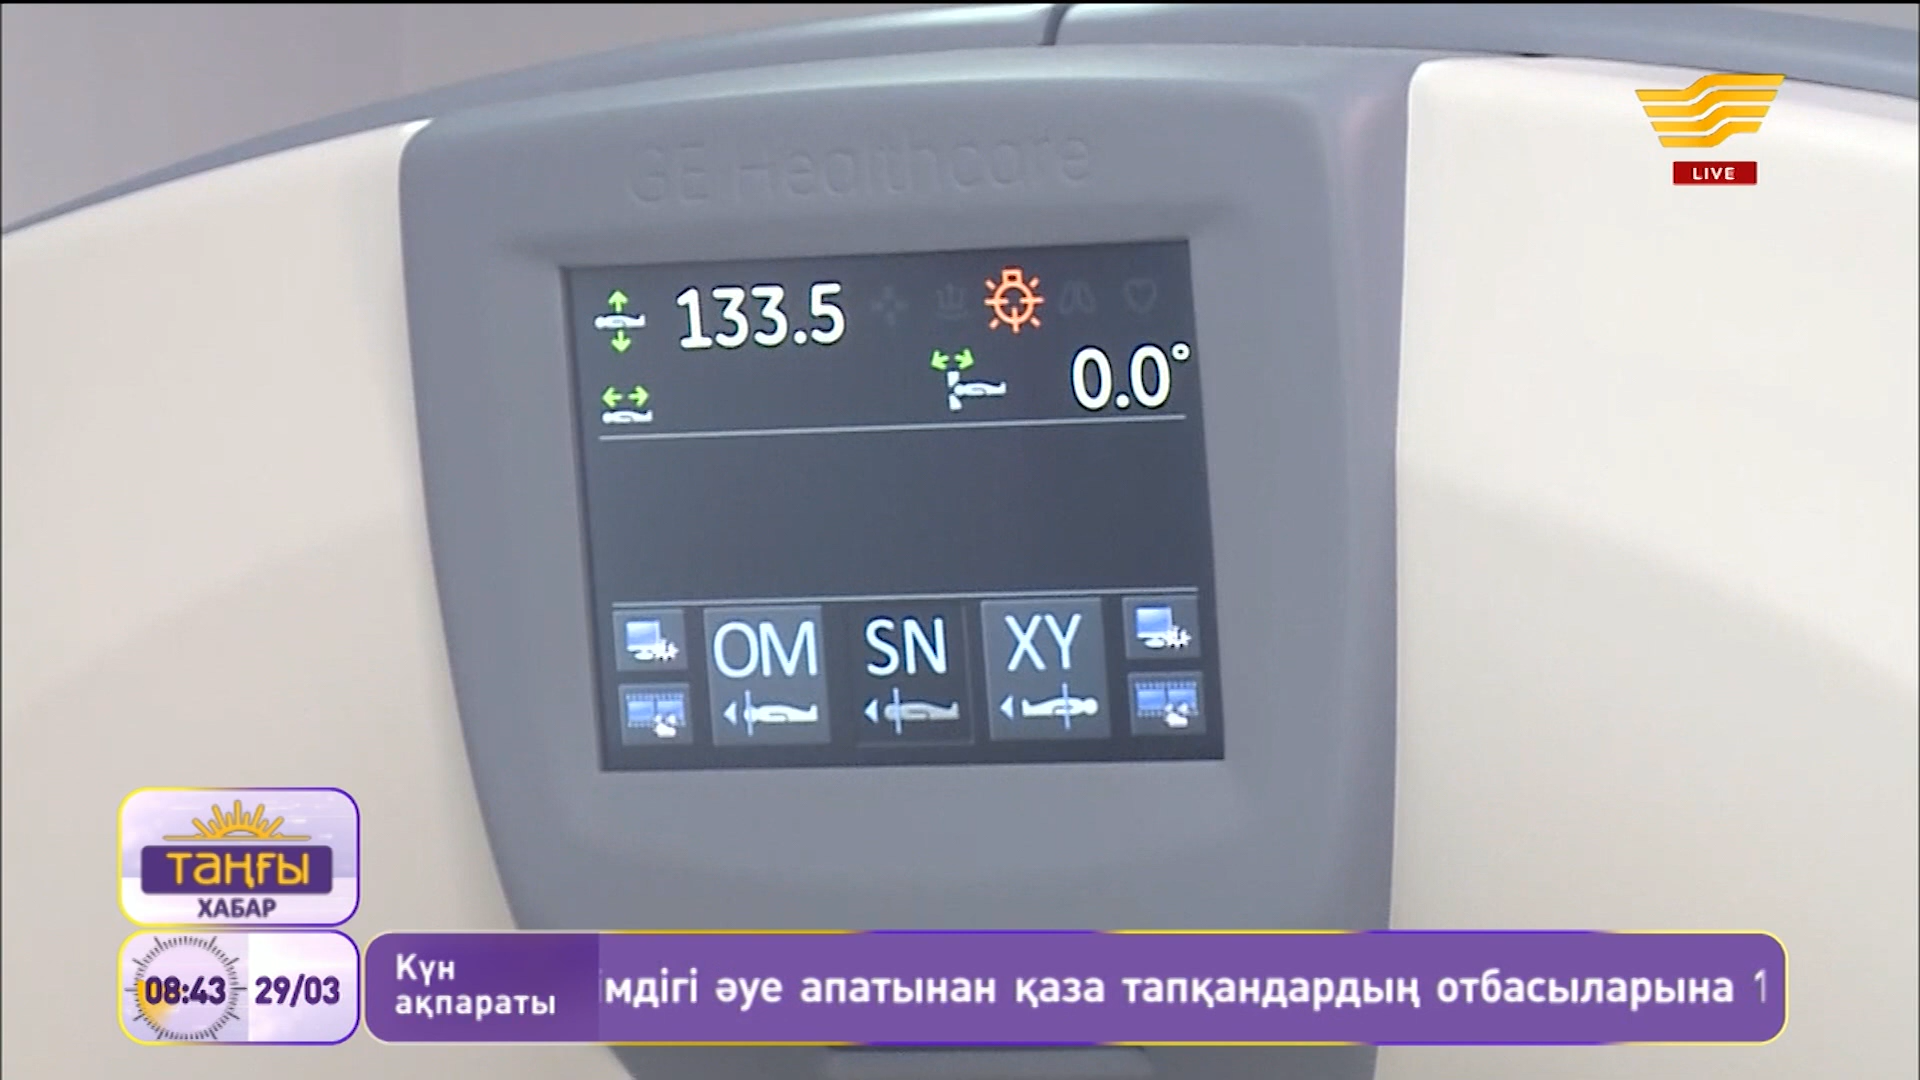 GE Healthcare
LIVE
133.5
0.0°
OM
SN
XY
таңғы
ХАБАР
08:43
29/03
Күн
ақпараты
әуе апатынан қаза тапқандардың отбасыларына 1